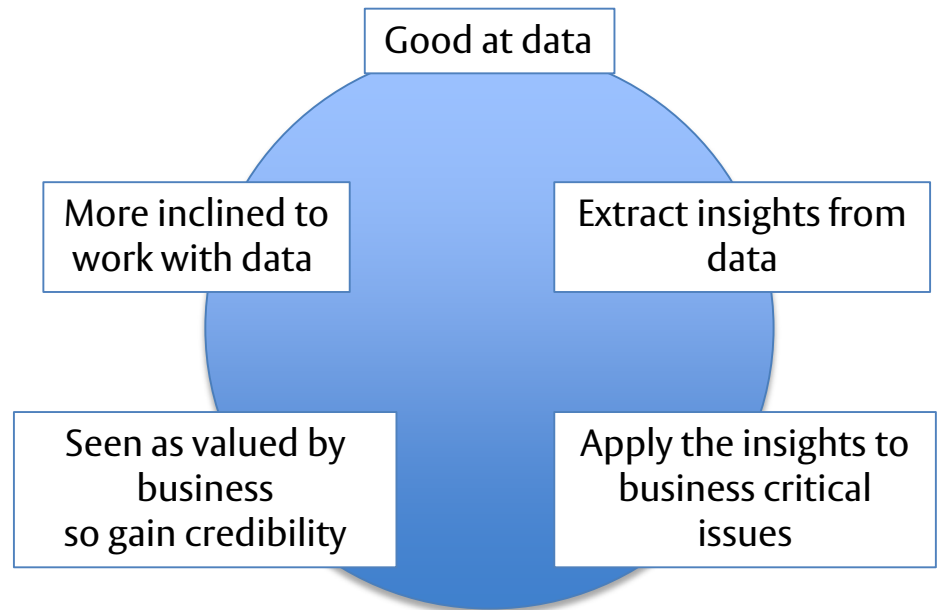 Good at data
More inclined to
work with data
Extract insights from
data
Seen as valued by
business
so gain credibility
Apply the insights to
business critical
issues